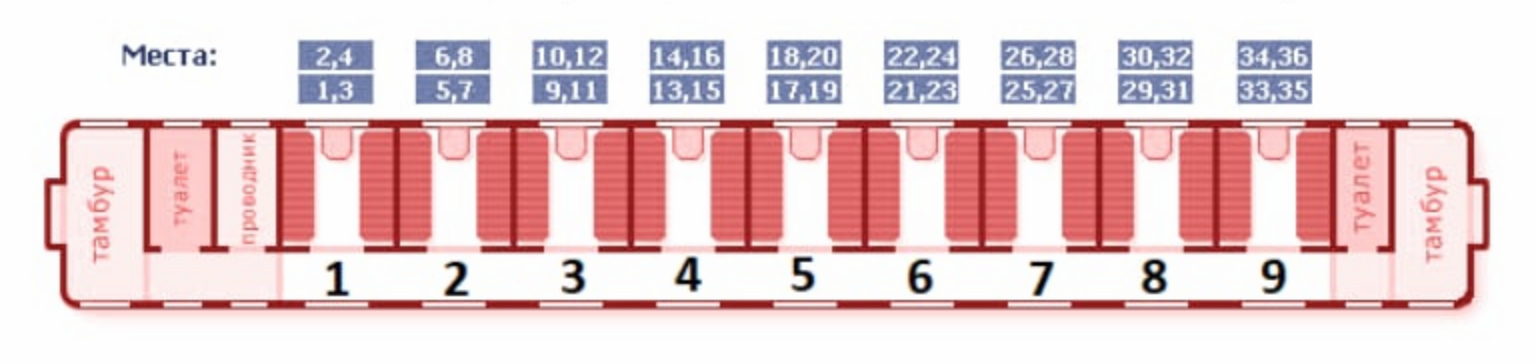 Места: 2,4 6,8 10,12 14,16 18,20 22,24 26,28 30,32 34,36
1,3 5,7 9,11 13,15 17,19 21,23 25,27 29,31 33,35
тамбур туалет проводник туалет тамбур
1 2 3 4 5 6 7 8 9